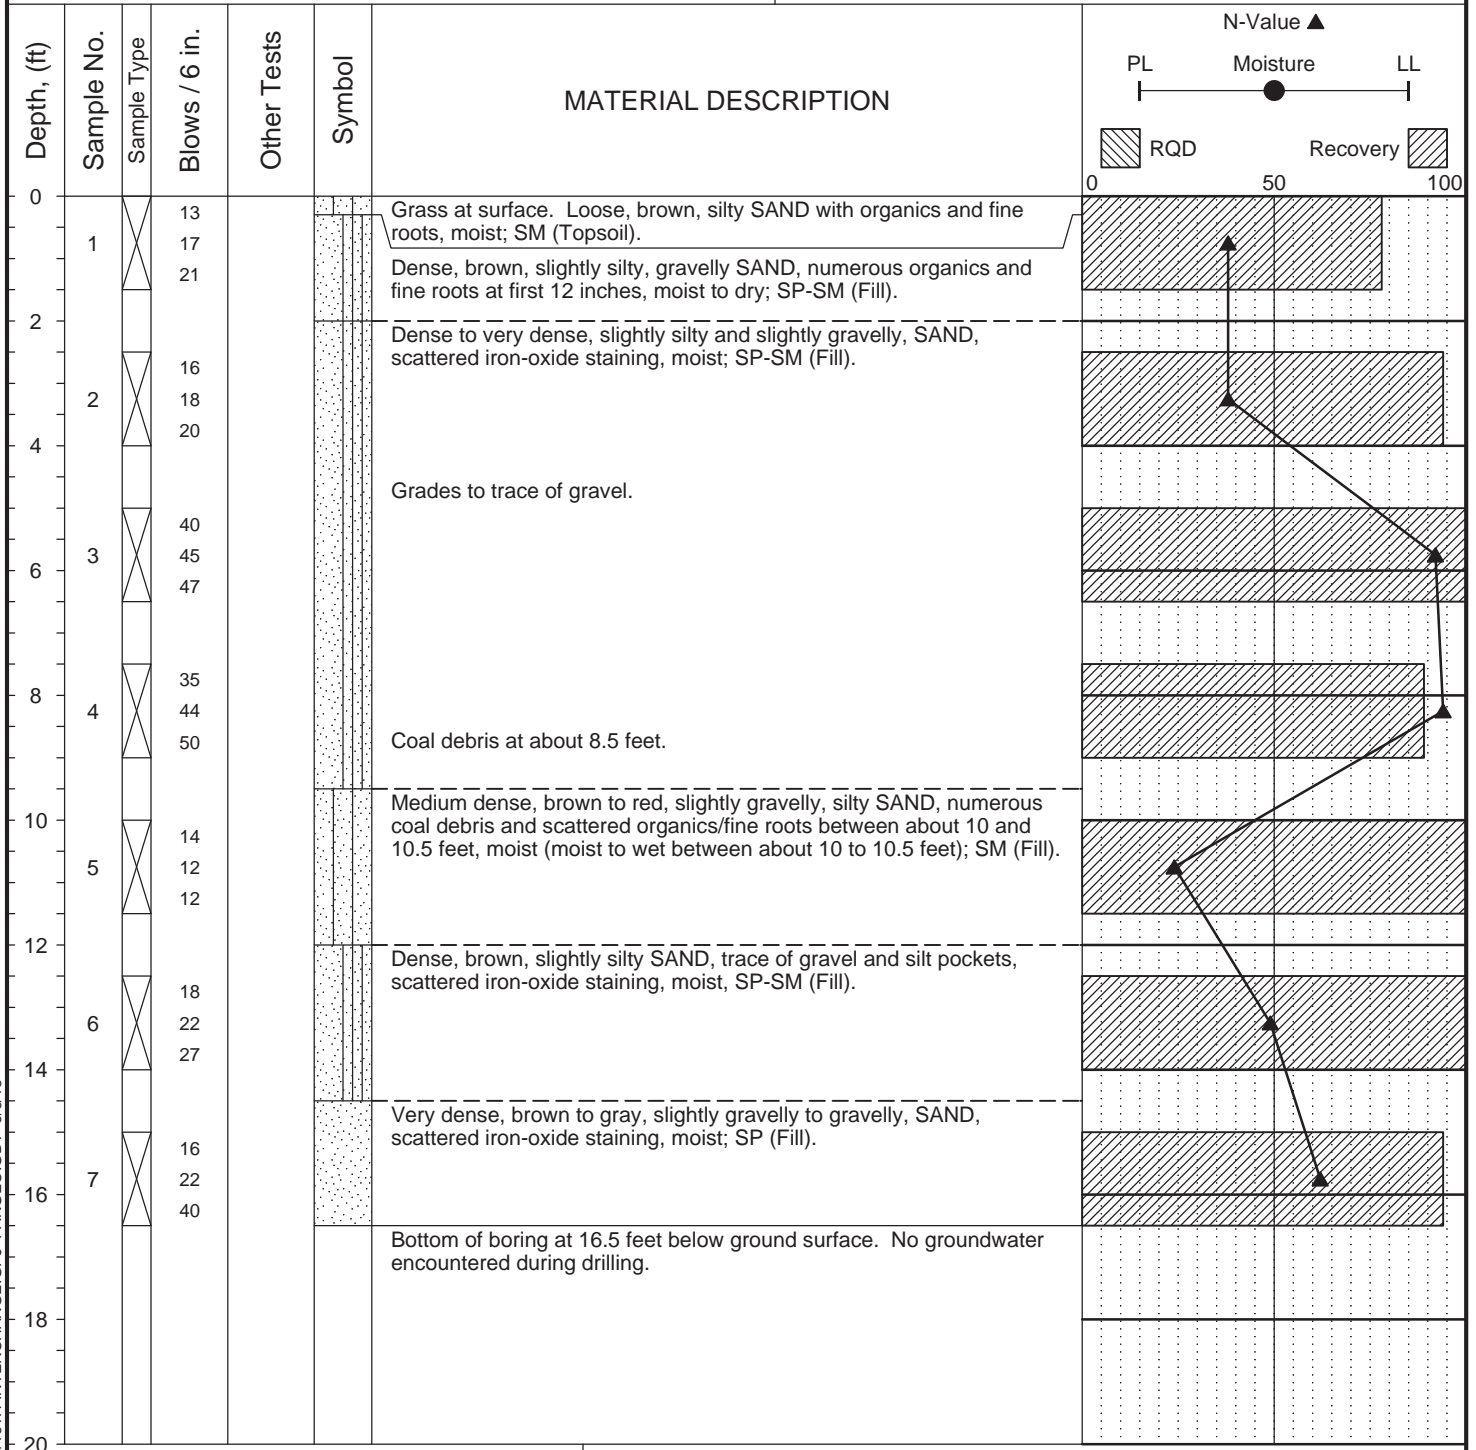 Depth, (ft)
Sample No.
Sample Type
Blows / 6 in.
Other Tests
Symbol
MATERIAL DESCRIPTION
N-Value
PL Moisture LL
RQD Recovery
0 50 100
0
13
1 17
21
Grass at surface. Loose, brown, silty SAND with organics and fine
roots, moist; SM (Topsoil).
Dense, brown, slightly silty, gravelly SAND, numerous organics and
fine roots at first 12 inches, moist to dry; SP-SM (Fill).
2
Dense to very dense, slightly silty and slightly gravelly, SAND,
scattered iron-oxide staining, moist; SP-SM (Fill).
16
2 18
20
4
Grades to trace of gravel.
40
3 45
6
47
35
8
4 44
50
Coal debris at about 8.5 feet.
Medium dense, brown to red, slightly gravelly, silty SAND, numerous
coal debris and scattered organics/fine roots between about 10 and
10.5 feet, moist (moist to wet between about 10 to 10.5 feet); SM (Fill).
10
14
5 12
12
12
Dense, brown, slightly silty SAND, trace of gravel and silt pockets,
scattered iron-oxide staining, moist, SP-SM (Fill).
18
6 22
27
14
Very dense, brown to gray, slightly gravelly to gravelly, SAND,
scattered iron-oxide staining, moist; SP (Fill).
16
7 22
16
40
Bottom of boring at 16.5 feet below ground surface. No groundwater
encountered during drilling.
18
20